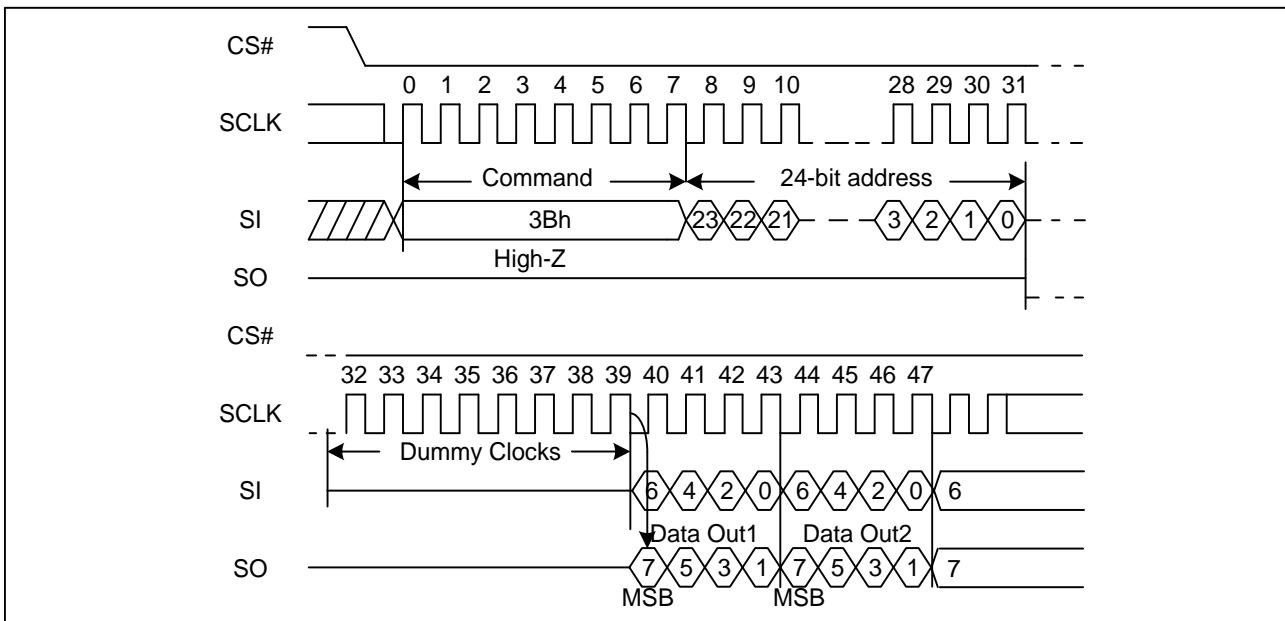 CS#
0 1 2 3 4 5 6 7 8 9 10 28 29 30 31
SCLK
Command 24-bit address
SI 3Bh 23 22 21 3 2 1 0
High-Z
SO
CS#
32 33 34 35 36 37 38 39 40 41 42 43 44 45 46 47
SCLK
Dummy Clocks
SI 6 4 2 0 6 4 2 0 6
Data Out1 Data Out2
SO 7 5 3 1 7 5 3 1 7
MSB MSB